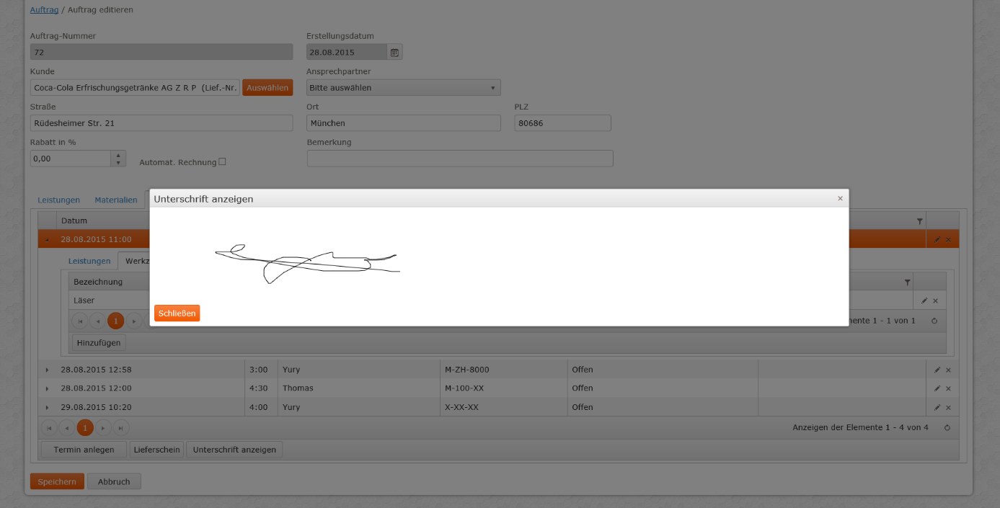 Auftrag / Auftrag editieren
Auftrag-Nummer Erstellungsdatum
72 28.08.2015
Kunde Ansprechpartner
Coca-Cola Erfrischungsgetränke AG Z R P (Lief.-Nr. Auswählen Bitte auswählen
Straße Ort PLZ
Rüdesheimer Str. 21 München 80686
Rabatt in % Bemerkung
0,00 Automat. Rechnung
Leistungen Materialien
Unterschrift anzeigen
Datum
28.08.2015 11:00
Leistungen Werkz
Bezeichnung
Läser
Schließen
1 nente 1 - 1 von 1
Hinzufügen
28.08.2015 12:58 3:00 Yury M-ZH-8000 Offen
28.08.2015 12:00 4:30 Thomas M-100-XX Offen
29.08.2015 10:20 4:00 Yury X-XX-XX Offen
1 Anzeigen der Elemente 1 - 4 von 4
Termin anlegen Lieferschein Unterschrift anzeigen
Speichern Abbruch